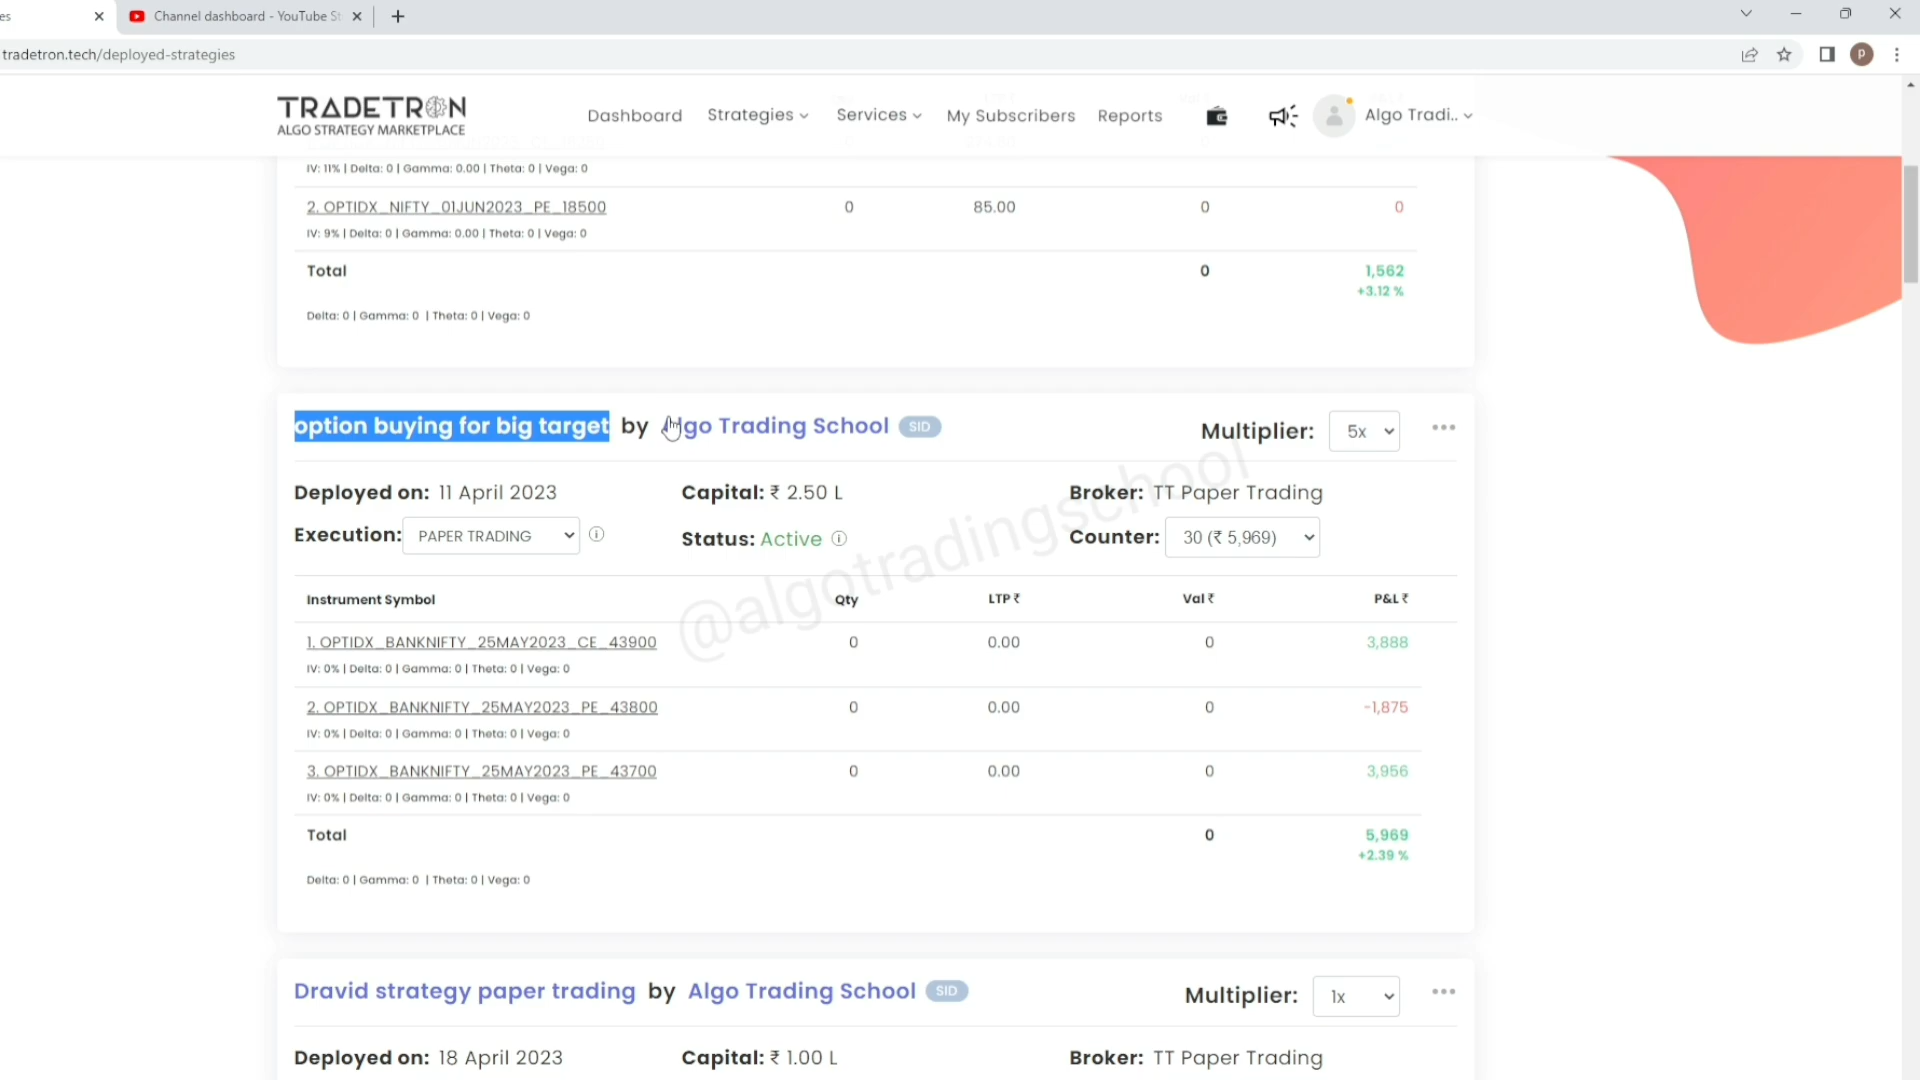 es
Channel dashboard - YouTube St
tradetron.tech/deployed-strategies
P
TRADETRON
ALGO STRATEGY MARKETPLACE
Dashboard Strategies Services My Subscribers Reports Algo Tradi..
IV: 11% | Delta: 0 | Gamma: 0.00 | Theta: 0 | Vega: 0
2. OPTIDX_NIFTY_01JUN2023_PE_18500 0 85.00 0 0
IV: 9% | Delta: 0 | Gamma: 0.00 | Theta: 0 | Vega: 0
Total 0 1,562
+3.12 %
Delta: 0 | Gamma: 0 | Theta: 0 | Vega: 0
option buying for big target by Algo Trading School SID Multiplier: 5x
Deployed on: 11 April 2023 Capital: ₹ 2.50 L Broker: TT Paper Trading
Execution: PAPER TRADING Status: Active Counter: 30 (₹ 5,969)
@algotradingschool
Instrument Symbol Qty LTP ₹ Val ₹ P&L ₹
1. OPTIDX_BANKNIFTY_25MAY2023_CE_43900 0 0.00 0 3,888
IV: 0% | Delta: 0 | Gamma: 0 | Theta: 0 | Vega: 0
2. OPTIDX_BANKNIFTY_25MAY2023_PE_43800 0 0.00 0 -1,875
IV: 0% | Delta: 0 | Gamma: 0 | Theta: 0 | Vega: 0
3. OPTIDX_BANKNIFTY_25MAY2023_PE_43700 0 0.00 0 3,956
IV: 0% | Delta: 0 | Gamma: 0 | Theta: 0 | Vega: 0
Total 0 5,969
+2.39 %
Delta: 0 | Gamma: 0 | Theta: 0 | Vega: 0
Dravid strategy paper trading by Algo Trading School SID Multiplier: 1x
Deployed on: 18 April 2023 Capital: ₹ 1.00 L Broker: TT Paper Trading